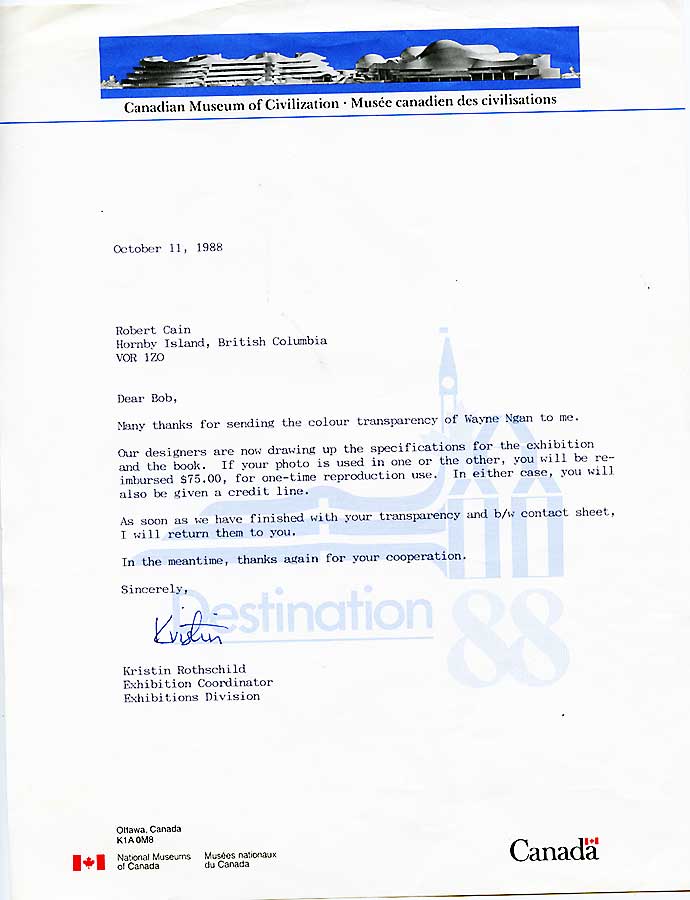 Canadian Museum of Civilization · Musée canadien des civilisations
October 11, 1988
Robert Cain
Hornby Island, British Columbia
VOR 1ZO
Dear Bob,
Many thanks for sending the colour transparency of Wayne Ngan to me.
Our designers are now drawing up the specifications for the exhibition
and the book. If your photo is used in one or the other, you will be re-
imbursed $75.00, for one-time reproduction use. In either case, you will
also be given a credit line.
As soon as we have finished with your transparency and b/w contact sheet,
I will return them to you.
In the meantime, thanks again for your cooperation.
Sincerely,
Destination 88
Kristin
Kristin Rothschild
Exhibition Coordinator
Exhibitions Division
Ottawa, Canada
K1A 0M8
National Museums
of Canada
Musées nationaux
du Canada
Canada